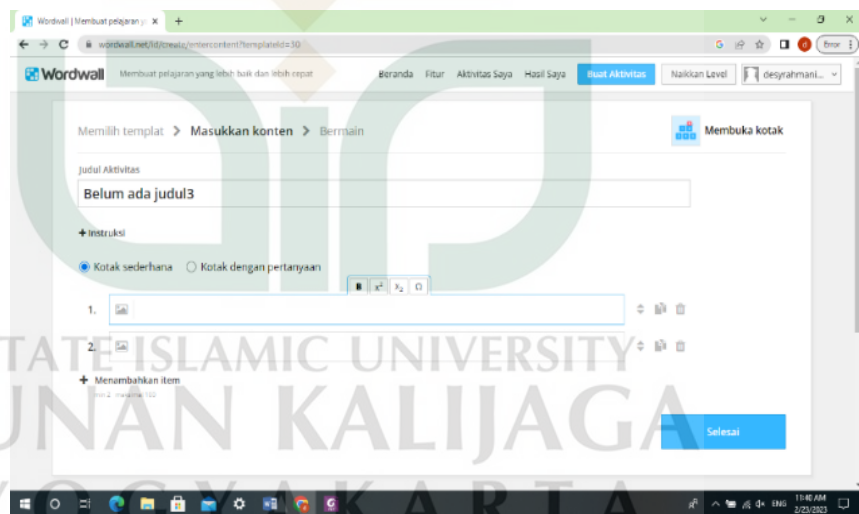 Wordwall | Membuat pelajaran y
wordwall.net/id/create/entercontent?templateId=30
Error
Wordwall Membuat pelajaran yang lebih baik dan lebih cepat Beranda Fitur Aktivitas Saya Hasil Saya Buat Aktivitas Naikkan Level desyrahmani...
Memilih templat > Masukkan konten > Bermain Membuka kotak
Judul Aktivitas
Belum ada judul3
+ Instruksi
Kotak sederhana Kotak dengan pertanyaan
B x² x₂ Ω
1.
2.
STATE ISLAMIC UNIVERSITY
+ Menambahkan item
SUNAN KALIJAGA
Selesai
YOGYAKARTA
ENG 11:40 AM
2/23/2023